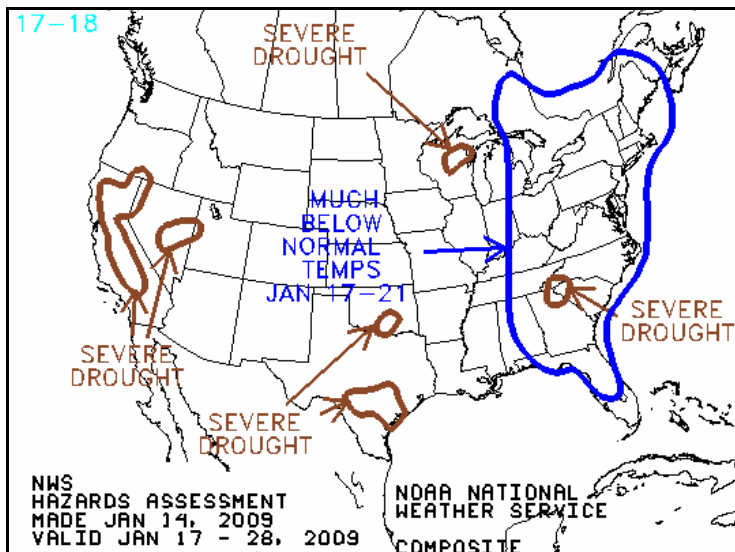 17-18
SEVERE
DROUGHT
MUCH
BELOW
NORMAL
TEMPS
JAN 17-21
SEVERE
DROUGHT
SEVERE
DROUGHT
SEVERE
DROUGHT
NWS
HAZARDS ASSESSMENT
MADE JAN 14, 2009
VALID JAN 17 - 28, 2009
NOAA NATIONAL
WEATHER SERVICE
COMPOSITE